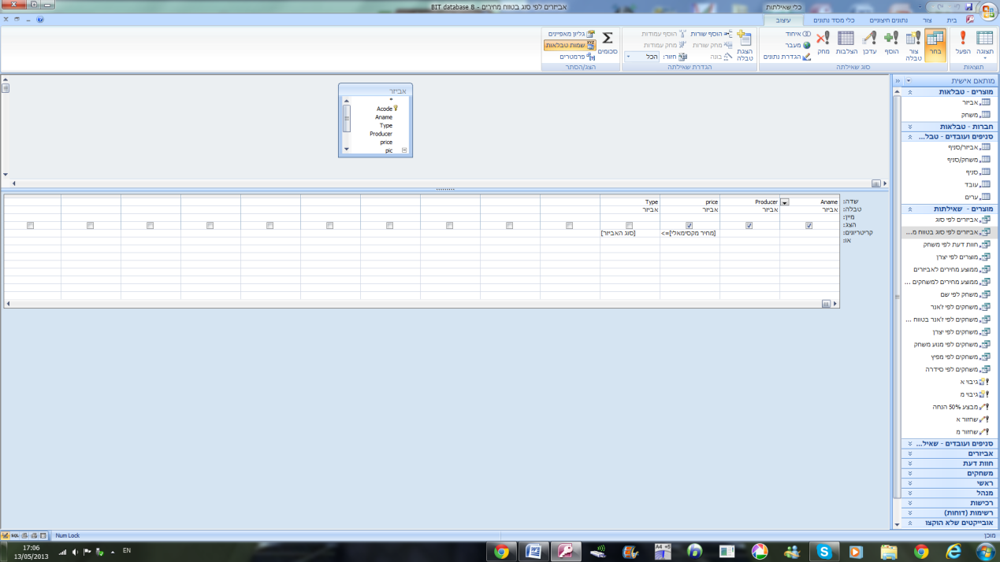 אביזרים לפי סוג בטווח מחירים - BIT database 8
כלי שאילתות
בית
צור
נתונים חיצוניים
כלי מסד נתונים
עיצוב
תצוגה
הפעל
תוצאות
בחר
צור טבלה
הוסף
עדכן
הצלבות
מחק
איחוד
מעבר
הגדרת נתונים
סוג שאילתה
הצגת טבלה
הוסף שורות
מחק שורות
בונה
הוסף עמודות
מחק עמודות
חזור: הכל
הגדרת שאילתה
סכומים
גליון מאפיינים
שמות טבלאות
פרמטרים
הצג/הסתר
מותאם אישית
מוצרים - טבלאות
אביזר
משחק
חברות - טבלאות
סניפים ועובדים - טבל...
אביזר/סניף
משחק/סניף
סניף
עובד
ערים
מוצרים - שאילתות
אביזרים לפי סוג
אביזרים לפי סוג בטווח מ...
חוות דעת לפי משחק
מוצרים לפי יצרן
ממוצע מחירים לאביזרים
ממוצע מחירים למשחקים ...
משחק לפי שם
משחקים לפי ז'אנר
משחקים לפי ז'אנר בטווח ...
משחקים לפי יצרן
משחקים לפי מנוע משחק
משחקים לפי מפיץ
משחקים לפי סידרה
גיבוי א
גיבוי מ
מבצע 50% הנחה
שחזור א
שחזור מ
סניפים ועובדים - שאיל...
אביזרים
חוות דעת
משחקים
ראשי
מנהל
רכישות
רשימות (דוחות)
אובייקטים שלא הוקצו
אביזר
*
Acode
Aname
Type
Producer
price
pic
שדה: Aname Producer price Type
טבלה: אביזר אביזר אביזר אביזר
מיין:
הצג:
קריטריונים: <=[מחיר מקסימאלי] [סוג האביזר]
או:
מוכן
Num Lock
SQL
A4 +5
EN
17:06
13/05/2013